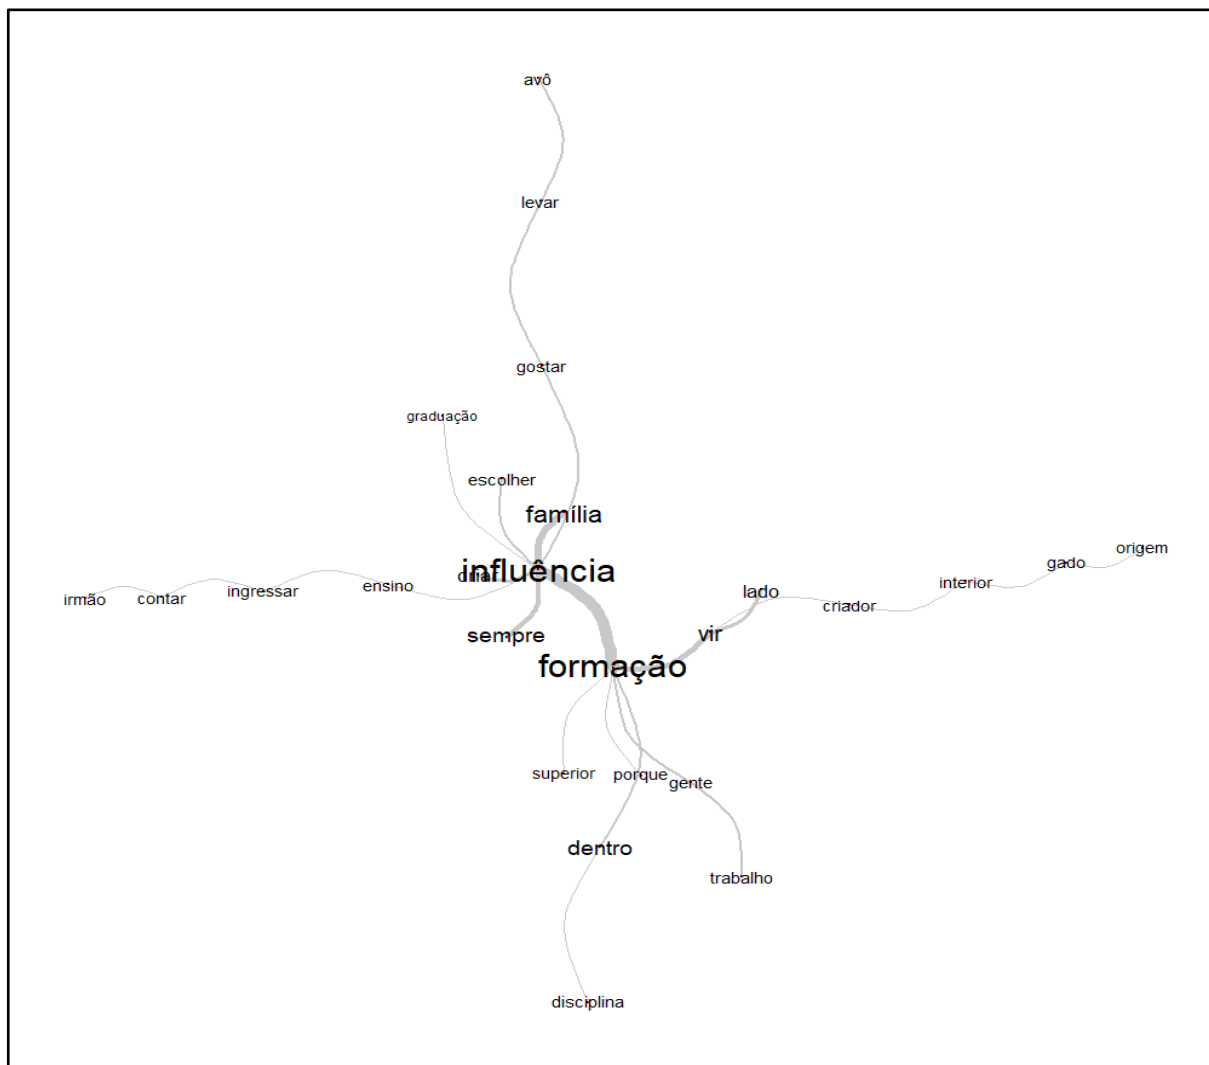 avô
levar
gostar
graduação
escolher
família
influência
criar
ensino
ingressar
contar
irmão
sempre
formação
vir
lado
criador
interior
gado
origem
superior
porque
gente
dentro
trabalho
disciplina